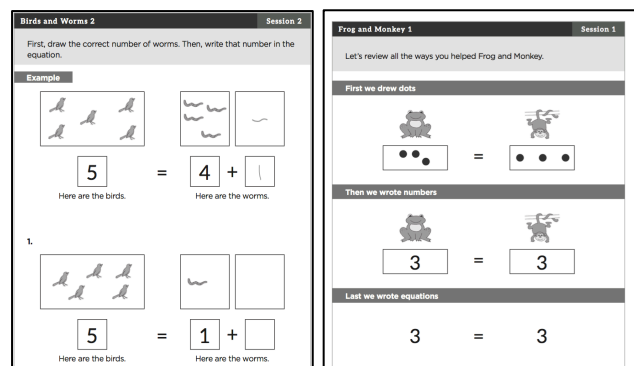 Birds and Worms 2 Session 2
First, draw the correct number of worms. Then, write that number in the
equation.
Example
5 = 4 + 1
Here are the birds. Here are the worms.
1.
5 = 1 +
Here are the birds. Here are the worms.
Frog and Monkey 1 Session 1
Let's review all the ways you helped Frog and Monkey.
First we drew dots
=
Then we wrote numbers
3 = 3
Last we wrote equations
3 = 3